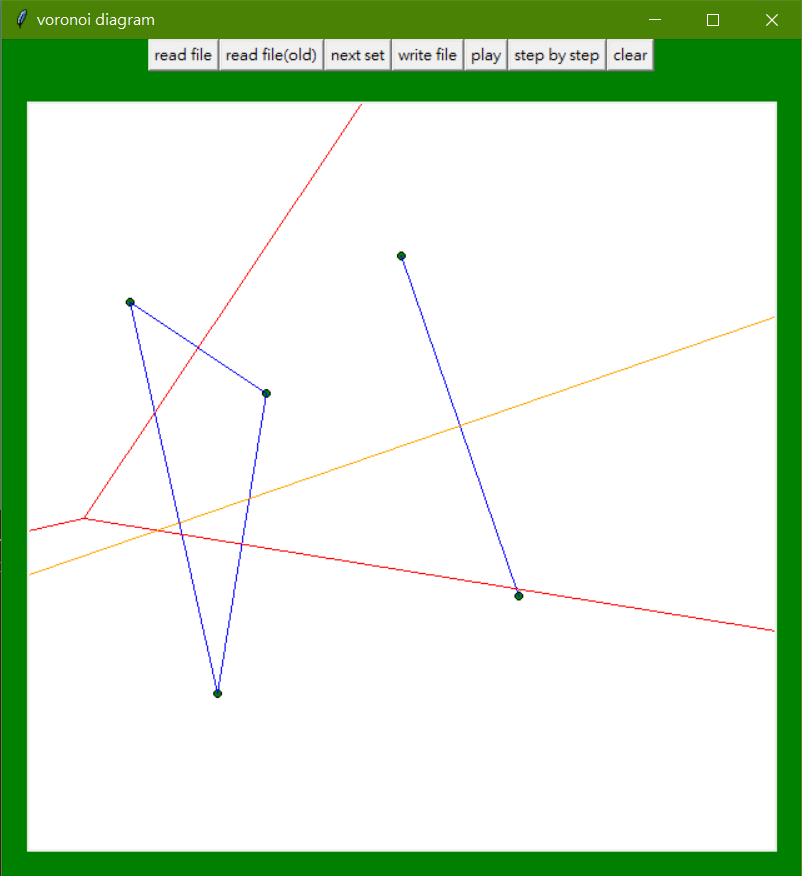 voronoi diagram
read file read file(old) next set write file play step by step clear